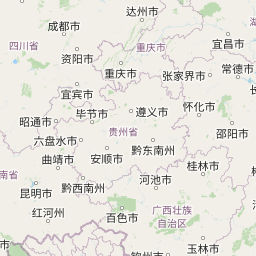 达州市
成都市
四川省
重庆市
宜昌市
资阳市
重庆市
常德市
张家界市
宜宾市
毕节市
遵义市
怀化市
昭通市
贵州省
邵阳市
六盘水市
曲靖市
安顺市
黔东南州
桂林市
南省
昆明市
黔西南州
河池市
红河州
百色市
广西壮族
自治区
玉林市
钦州市